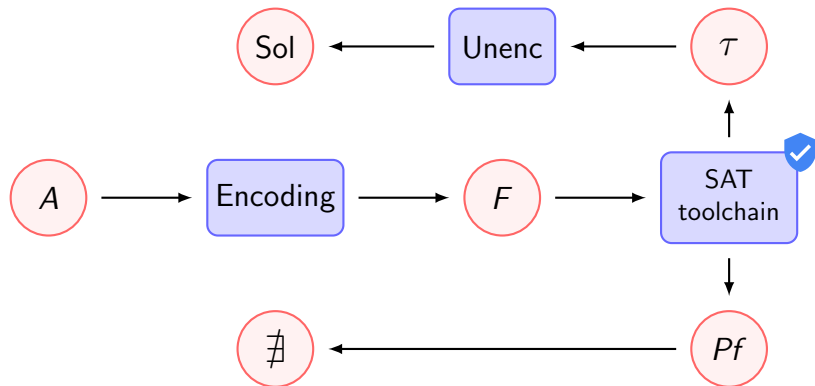 Sol
Unenc
τ
A
Encoding
F
SAT
toolchain
∄
Pf